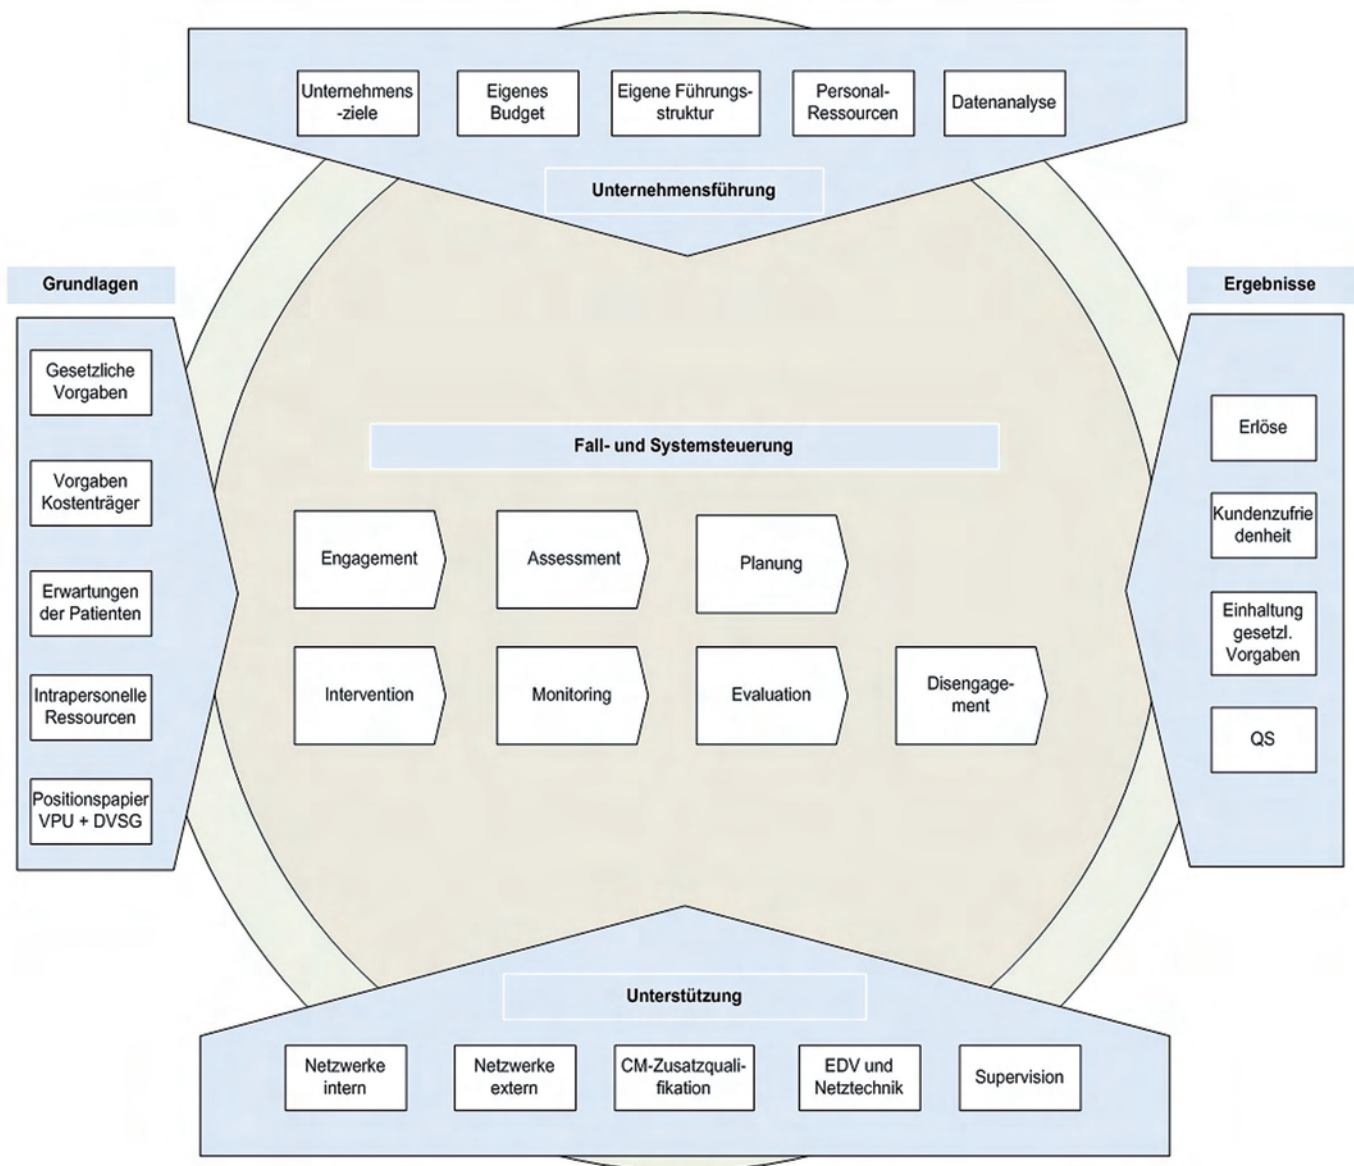 Unternehmens
-ziele
Eigenes
Budget
Eigene Führungs-
struktur
Personal-
Ressourcen
Datenanalyse
Unternehmensführung
Grundlagen
Gesetzliche
Vorgaben
Vorgaben
Kostenträger
Erwartungen
der Patienten
Intrapersonelle
Ressourcen
Positionspapier
VPU + DVSG
Fall- und Systemsteuerung
Engagement
Assessment
Planung
Intervention
Monitoring
Evaluation
Disengage-
ment
Ergebnisse
Erlöse
Kundenzufrie
denheit
Einhaltung
gesetzl.
Vorgaben
QS
Unterstützung
Netzwerke
intern
Netzwerke
extern
CM-Zusatzquali-
fikation
EDV und
Netztechnik
Supervision